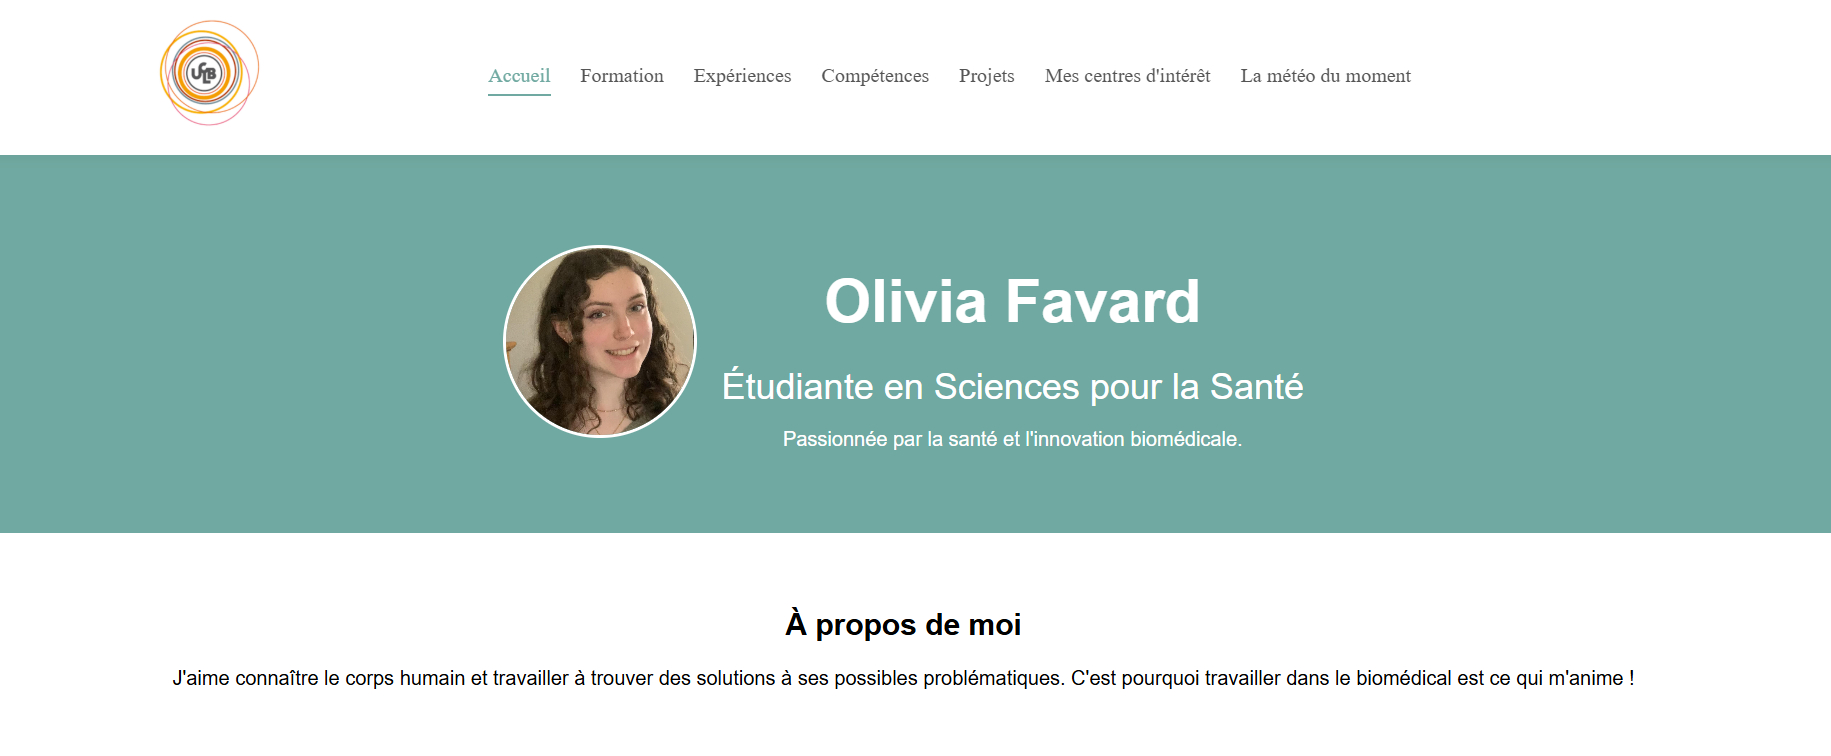 UCLB
Accueil Formation Expériences Compétences Projets Mes centres d'intérêt La météo du moment
Olivia Favard
Étudiante en Sciences pour la Santé
Passionnée par la santé et l'innovation biomédicale.
À propos de moi
J'aime connaître le corps humain et travailler à trouver des solutions à ses possibles problématiques. C'est pourquoi travailler dans le biomédical est ce qui m'anime !